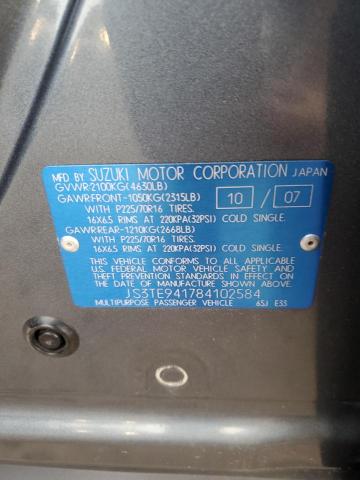 MFD BY SUZUKI MOTOR CORPORATION JAPAN
GVWR-2100KG(4630LB)
GAWR:FRONT-1050KG(2315LB) 10 / 07
WITH P225/70R16 TIRES.
16X6.5 RIMS AT 220KPA(32PSI) COLD SINGLE.
GAWR:REAR-1210KG(2668LB)
WITH P225/70R16 TIRES.
16X6.5 RIMS AT 220KPA(32PSI) COLD SINGLE.
THIS VEHICLE CONFORMS TO ALL APPLICABLE
U.S. FEDERAL MOTOR VEHICLE SAFETY
AND THEFT PREVENTION STANDARDS IN EFFECT
ON THE DATE OF MANUFACTURE SHOWN ABOVE.
JS3TE941784102584
MULTIPURPOSE PASSENGER VEHICLE 6SJ E33